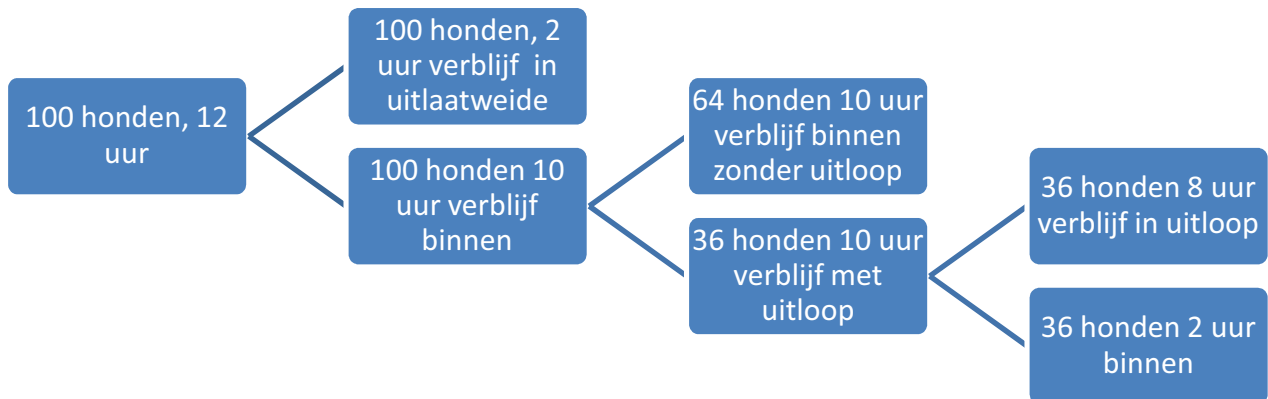 100 honden, 12
uur
100 honden, 2
uur verblijf in
uitlaatweide
100 honden 10
uur verblijf
binnen
64 honden 10 uur
verblijf binnen
zonder uitloop
36 honden 10 uur
verblijf met
uitloop
36 honden 8 uur
verblijf in uitloop
36 honden 2 uur
binnen